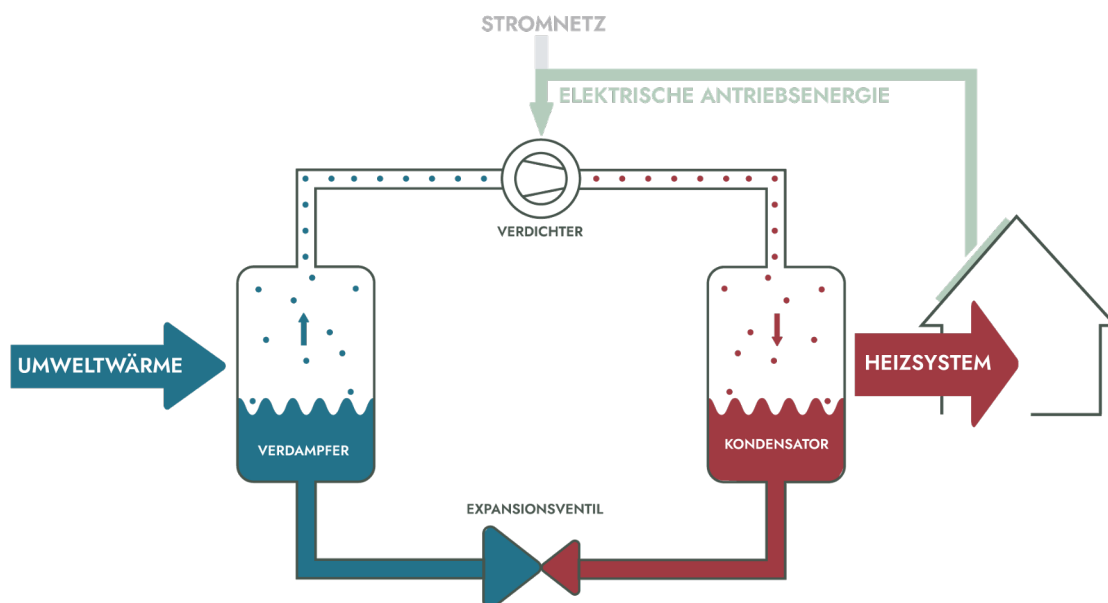 STROMNETZ
ELEKTRISCHE ANTRIEBSENERGIE
VERDICHTER
UMWELTWÄRME
HEIZSYSTEM
VERDAMPFER
KONDENSATOR
EXPANSIONSVENTIL